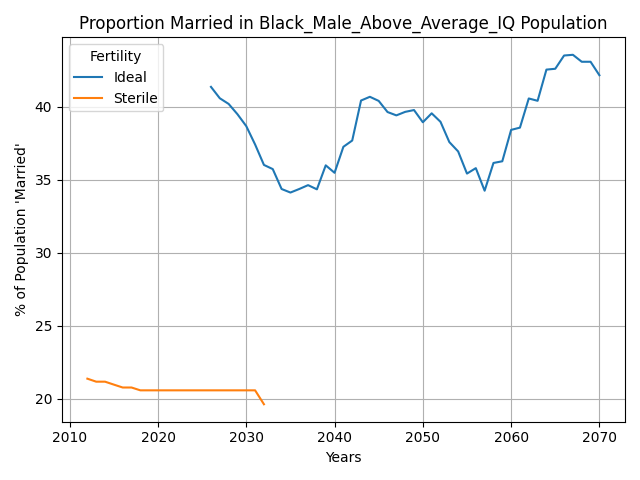 Proportion Married in Black_Male_Above_Average_IQ Population
Fertility
Ideal
Sterile
% of Population 'Married'
40
35
30
25
20
2010 2020 2030 2040 2050 2060 2070
Years